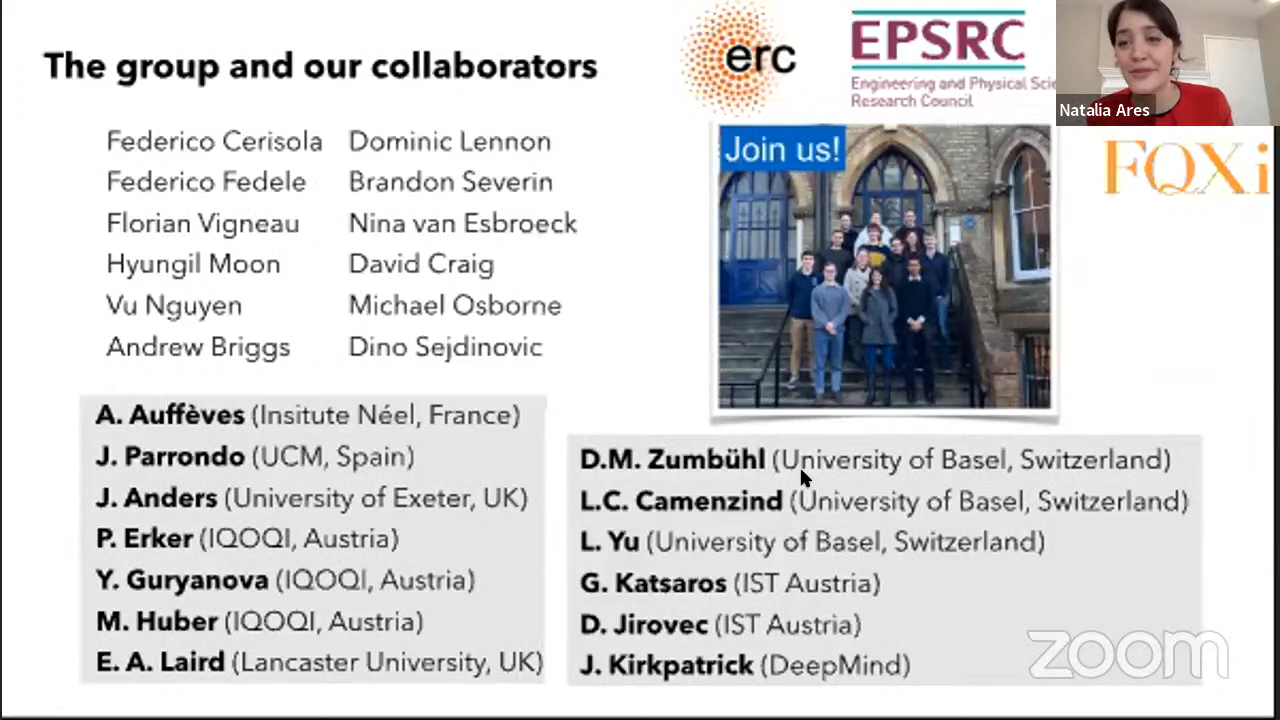 The group and our collaborators
erc
EPSRC
Engineering and Physical Scie
Research Council
Natalia Ares
FQXi
Join us!
Federico Cerisola
Federico Fedele
Florian Vigneau
Hyungil Moon
Vu Nguyen
Andrew Briggs
Dominic Lennon
Brandon Severin
Nina van Esbroeck
David Craig
Michael Osborne
Dino Sejdinovic
A. Auffèves (Insitute Néel, France)
J. Parrondo (UCM, Spain)
J. Anders (University of Exeter, UK)
P. Erker (IQOQI, Austria)
Y. Guryanova (IQOQI, Austria)
M. Huber (IQOQI, Austria)
E. A. Laird (Lancaster University, UK)
D.M. Zumbühl (University of Basel, Switzerland)
L.C. Camenzind (University of Basel, Switzerland)
L. Yu (University of Basel, Switzerland)
G. Katsaros (IST Austria)
D. Jirovec (IST Austria)
J. Kirkpatrick (DeepMind)
zoom